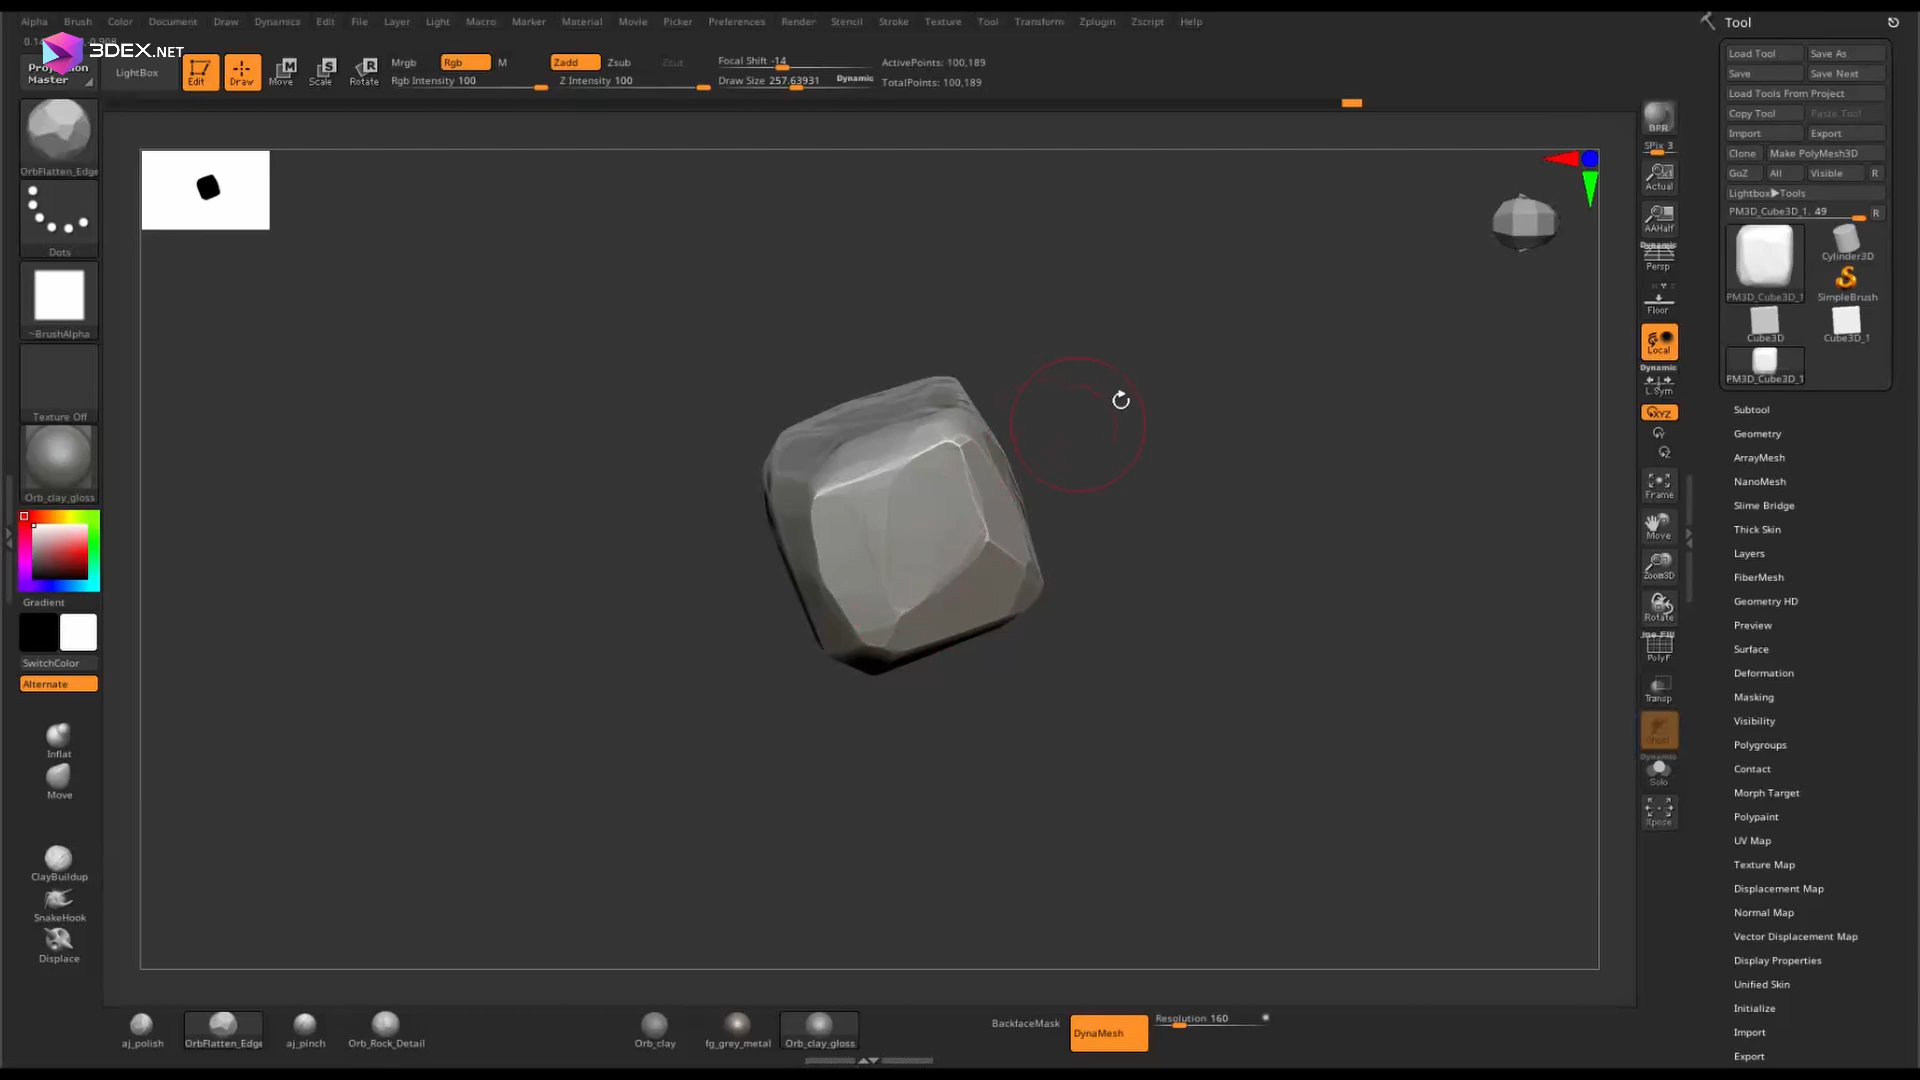 Alpha Brush Color Document Draw Dynamics Edit File Layer Light Macro Marker Material Movie Picker Preferences Render Stencil Stroke Texture Tool Transform Zplugin Zscript Help
3DEX.NET
Master
LightBox
Edit
Draw
Move
Scale
Rotate
Mrgb Rgb M
Rgb Intensity 100
Zadd Zsub Zcut
Z Intensity 100
Focal Shift -14
Draw Size 257.63931 Dynamic
ActivePoints: 100,189
TotalPoints: 100,189
OrbFlatten_Edge
Dots
~BrushAlpha
Texture Off
Orb_clay_gloss
Gradient
SwitchColor
Alternate
Inflat
Move
ClayBuildup
SnakeHook
Displace
aj_polish
OrbFlatten_Edge
aj_pinch
Orb_Rock_Detail
Orb_clay
fg_grey_metal
Orb_clay_gloss
BackfaceMask
DynaMesh
Resolution 160
BPR
SPix 3
Actual
AAHalf
Dynamic
Persp
Floor
Local
Dynamic
L.Sym
XYZ
Y
Z
Frame
Move
Zoom3D
Rotate
PolyF
Transp
Ghost
Dynamic
Solo
Xpose
Tool
Load Tool Save As
Save Save Next
Load Tools From Project
Copy Tool Paste Tool
Import Export
Clone Make PolyMesh3D
GoZ All Visible R
Lightbox▶Tools
PM3D_Cube3D_1. 49 R
PM3D_Cube3D_1
Cylinder3D
SimpleBrush
Cube3D
Cube3D_1
PM3D_Cube3D_1
Subtool
Geometry
ArrayMesh
NanoMesh
Slime Bridge
Thick Skin
Layers
FiberMesh
Geometry HD
Preview
Surface
Deformation
Masking
Visibility
Polygroups
Contact
Morph Target
Polypaint
UV Map
Texture Map
Displacement Map
Normal Map
Vector Displacement Map
Display Properties
Unified Skin
Initialize
Import
Export